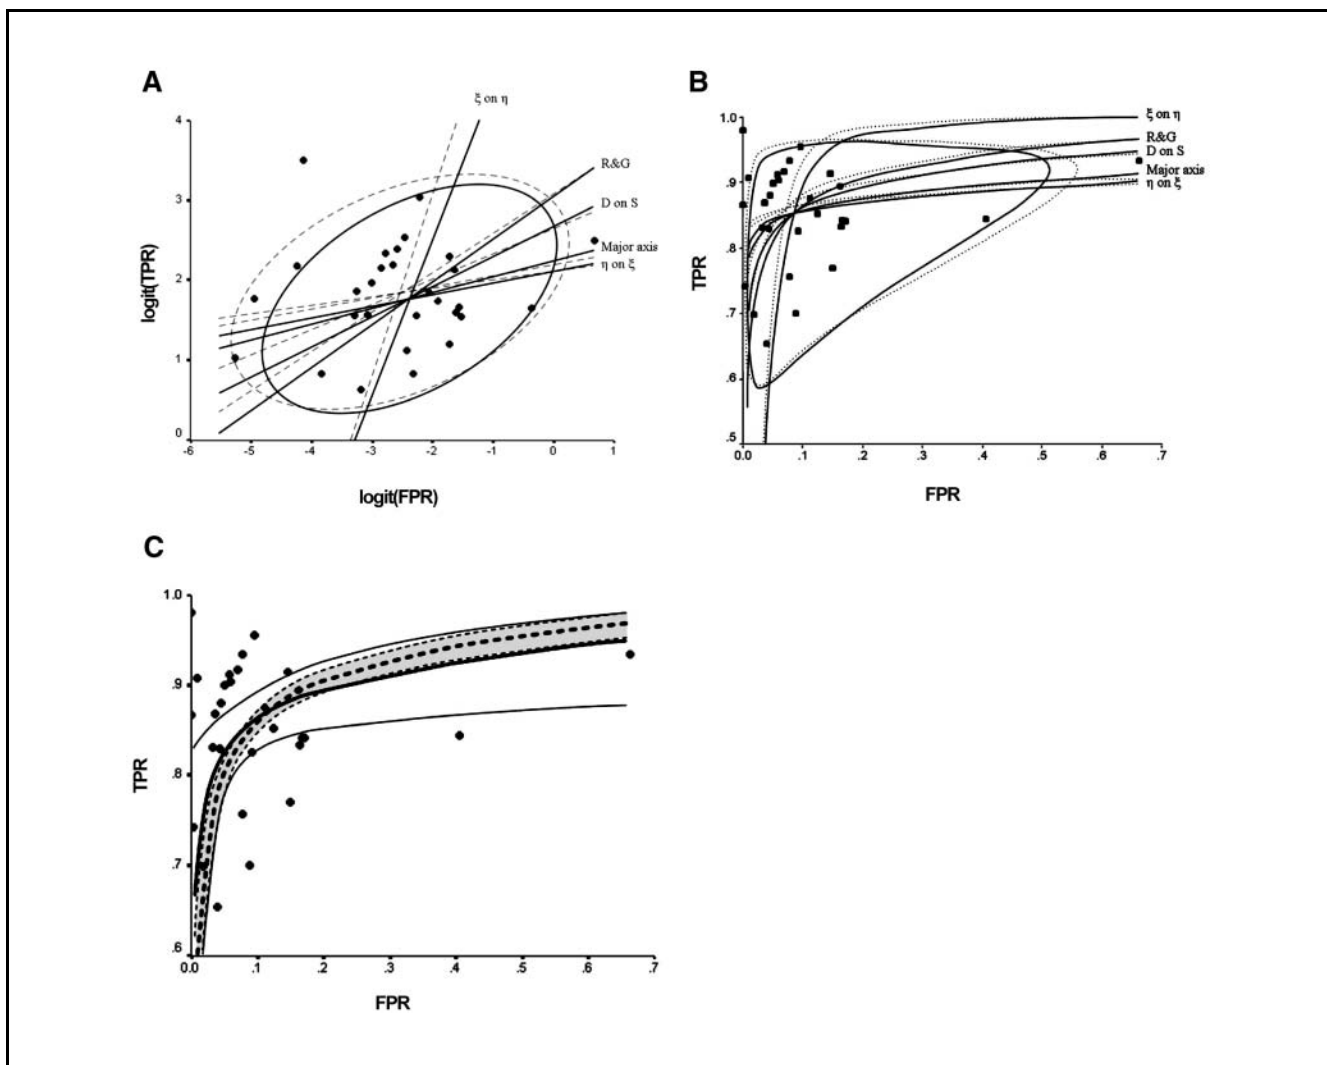 A
ξ on η
4
R&G
3
D on S
Major axis
η on ξ
2
1
0
logit(TPR)
-6 -5 -4 -3 -2 -1 0 1
logit(FPR)
B
ξ on η
1.0
R&G
D on S
.9
Major axis
η on ξ
.8
.7
.6
.5
TPR
0.0 .1 .2 .3 .4 .5 .6 .7
FPR
C
1.0
.9
.8
.7
.6
TPR
0.0 .1 .2 .3 .4 .5 .6 .7
FPR